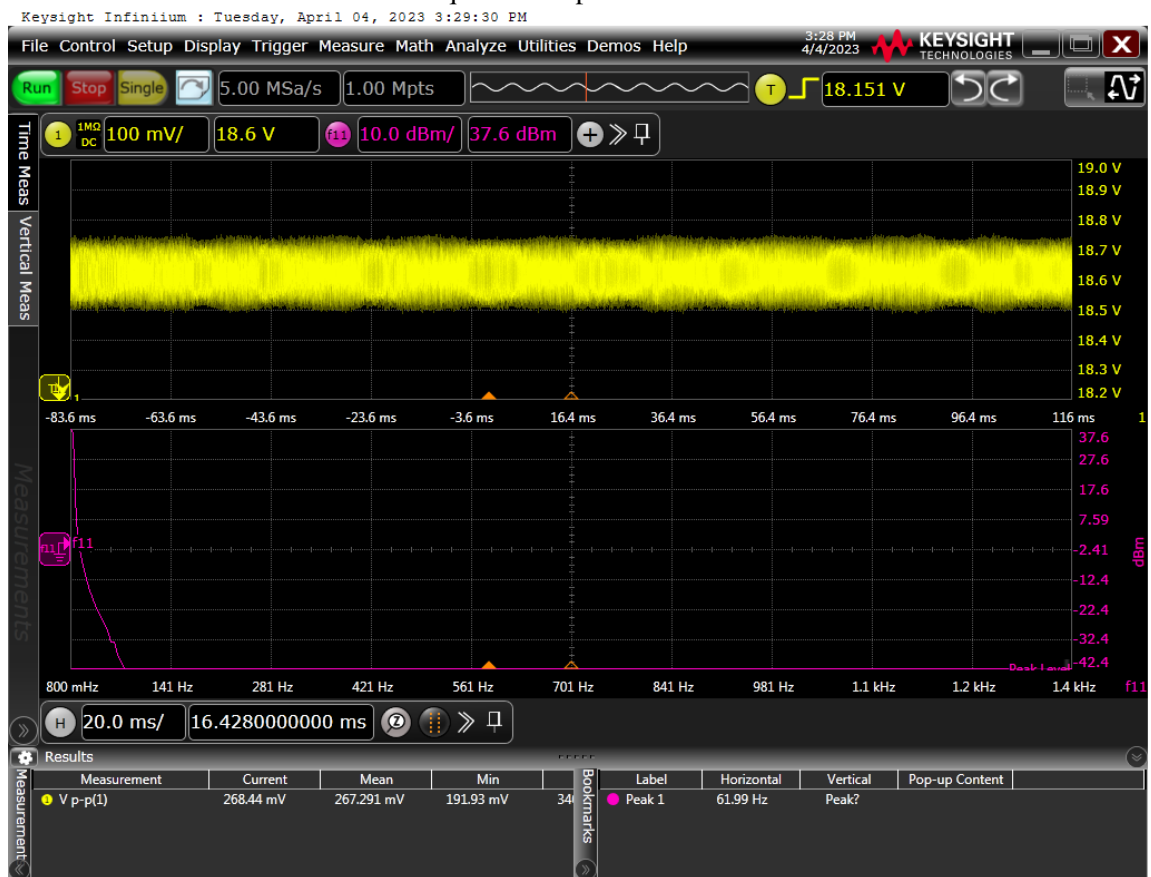 Keysight Infiniium : Tuesday, April 04, 2023 3:29:30 PM
File Control Setup Display Trigger Measure Math Analyze Utilities Demos Help 3:28 PM 4/4/2023 KEYSIGHT TECHNOLOGIES X
Run Stop Single 5.00 MSa/s 1.00 Mpts T 18.151 V
Time Meas
Vertical Meas
Measurements
1 1MΩ DC 100 mV/ 18.6 V f11 10.0 dBm/ 37.6 dBm
19.0 V
18.9 V
18.8 V
18.7 V
18.6 V
18.5 V
18.4 V
18.3 V
18.2 V
1
-83.6 ms -63.6 ms -43.6 ms -23.6 ms -3.6 ms 16.4 ms 36.4 ms 56.4 ms 76.4 ms 96.4 ms 116 ms 1
37.6
27.6
17.6
7.59
f11 f11
-2.41
dBm
-12.4
-22.4
-32.4
-42.4
Peak Level
800 mHz 141 Hz 281 Hz 421 Hz 561 Hz 701 Hz 841 Hz 981 Hz 1.1 kHz 1.2 kHz 1.4 kHz f11
H 20.0 ms/ 16.4280000000 ms Z
Results
Measurement Current Mean Min
1 V p-p(1) 268.44 mV 267.291 mV 191.93 mV 34
Measurement
Bookmarks
Label Horizontal Vertical Pop-up Content
Peak 1 61.99 Hz Peak?